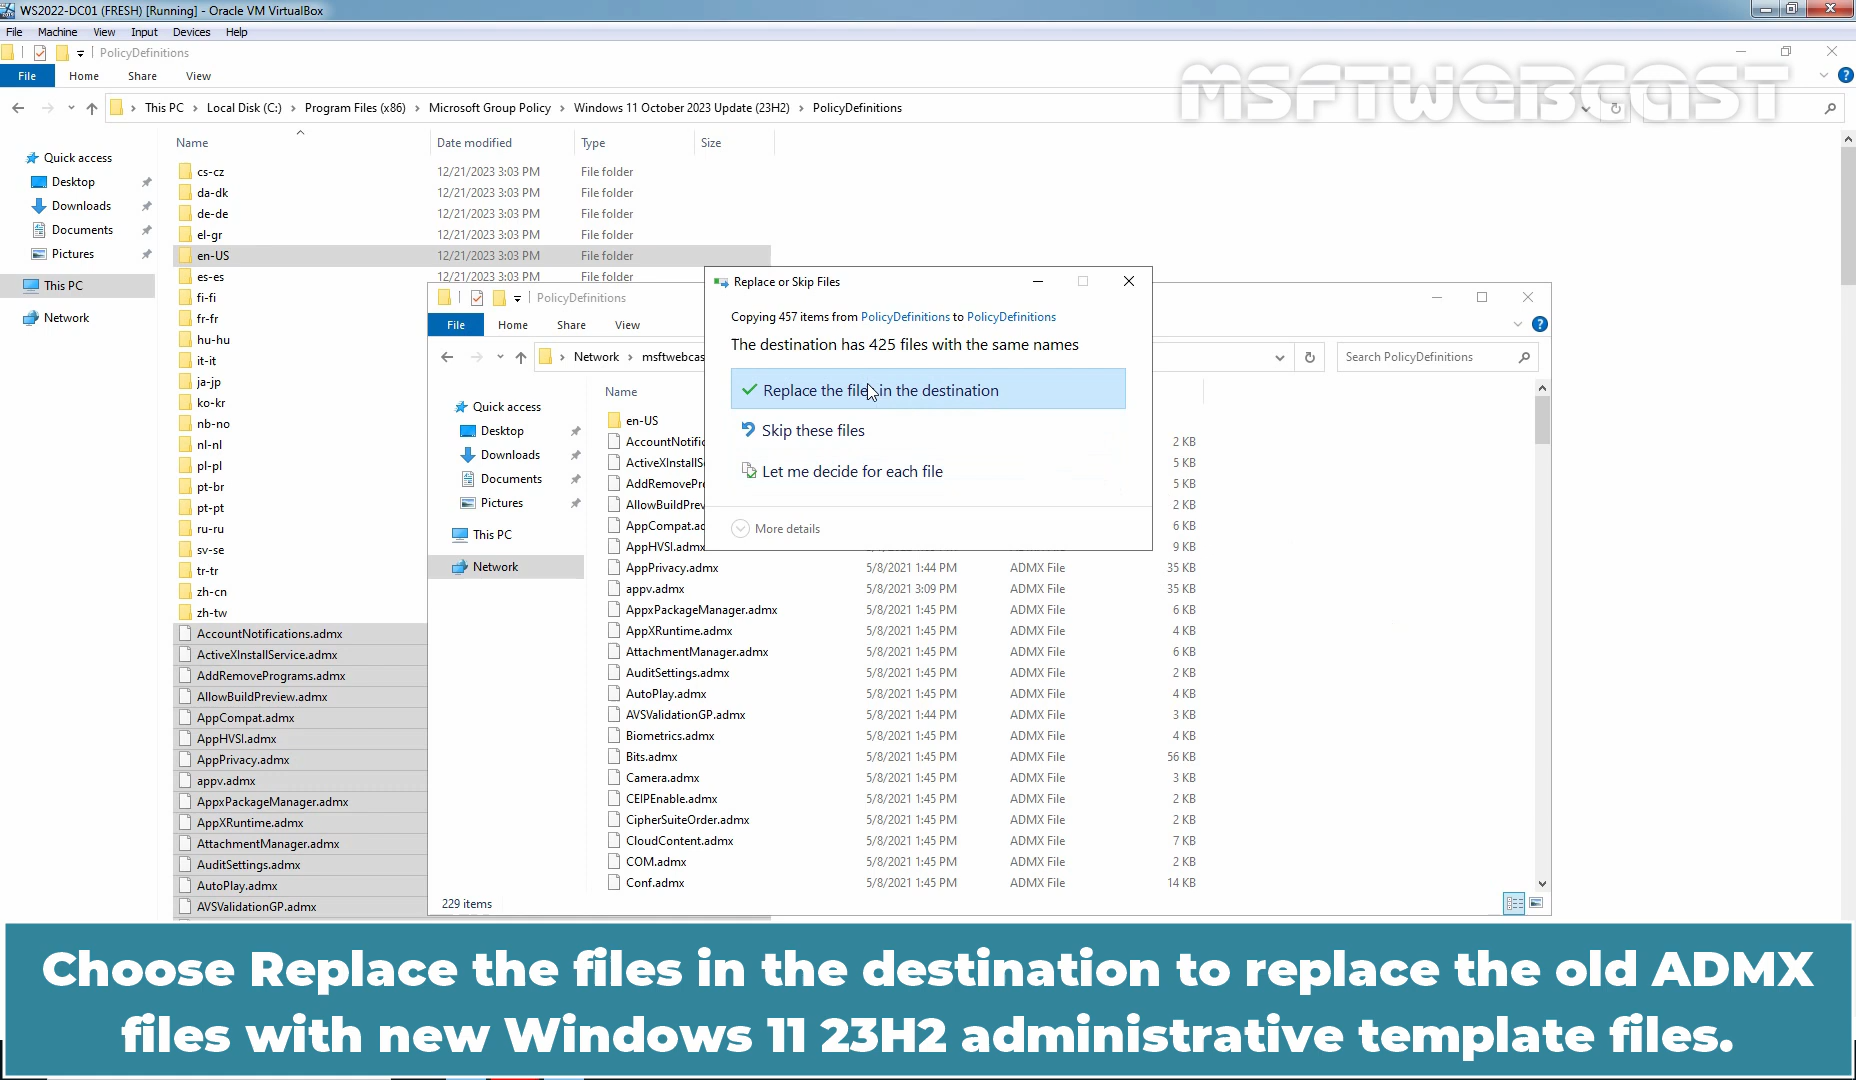 WS2022-DC01 (FRESH) [Running] - Oracle VM VirtualBox
File Machine View Input Devices Help
PolicyDefinitions
File Home Share View
MSFTWEBCAST
This PC Local Disk (C:) Program Files (x86) Microsoft Group Policy Windows 11 October 2023 Update (23H2) PolicyDefinitions
Name Date modified Type Size
Quick access
Desktop
Downloads
Documents
Pictures
This PC
Network
cs-cz 12/21/2023 3:03 PM File folder
da-dk 12/21/2023 3:03 PM File folder
de-de 12/21/2023 3:03 PM File folder
el-gr 12/21/2023 3:03 PM File folder
en-US 12/21/2023 3:03 PM File folder
es-es 12/21/2023 3:03 PM File folder
fi-fi
fr-fr
hu-hu
it-it
ja-jp
ko-kr
nb-no
nl-nl
pl-pl
pt-br
pt-pt
ru-ru
sv-se
tr-tr
zh-cn
zh-tw
AccountNotifications.admx
ActiveXInstallService.admx
AddRemovePrograms.admx
AllowBuildPreview.admx
AppCompat.admx
AppHVSI.admx
AppPrivacy.admx
appv.admx
AppxPackageManager.admx
AppXRuntime.admx
AttachmentManager.admx
AuditSettings.admx
AutoPlay.admx
AVSValidationGP.admx
PolicyDefinitions
File Home Share View
Network msftwebcas
Search PolicyDefinitions
Name
Quick access
Desktop
Downloads
Documents
Pictures
This PC
Network
en-US
AccountNotific 2 KB
ActiveXInstallS 5 KB
AddRemovePro 5 KB
AllowBuildPrev 2 KB
AppCompat.ad 6 KB
AppHVSI.admx 9 KB
AppPrivacy.admx 5/8/2021 1:44 PM ADMX File 35 KB
appv.admx 5/8/2021 3:09 PM ADMX File 35 KB
AppxPackageManager.admx 5/8/2021 1:45 PM ADMX File 6 KB
AppXRuntime.admx 5/8/2021 1:45 PM ADMX File 4 KB
AttachmentManager.admx 5/8/2021 1:45 PM ADMX File 6 KB
AuditSettings.admx 5/8/2021 1:45 PM ADMX File 2 KB
AutoPlay.admx 5/8/2021 1:45 PM ADMX File 4 KB
AVSValidationGP.admx 5/8/2021 1:44 PM ADMX File 3 KB
Biometrics.admx 5/8/2021 1:45 PM ADMX File 4 KB
Bits.admx 5/8/2021 1:45 PM ADMX File 56 KB
Camera.admx 5/8/2021 1:45 PM ADMX File 3 KB
CEIPEnable.admx 5/8/2021 1:45 PM ADMX File 2 KB
CipherSuiteOrder.admx 5/8/2021 1:45 PM ADMX File 2 KB
CloudContent.admx 5/8/2021 1:45 PM ADMX File 7 KB
COM.admx 5/8/2021 1:45 PM ADMX File 2 KB
Conf.admx 5/8/2021 1:45 PM ADMX File 14 KB
229 items
Replace or Skip Files
Copying 457 items from PolicyDefinitions to PolicyDefinitions
The destination has 425 files with the same names
Replace the files in the destination
Skip these files
Let me decide for each file
More details
Choose Replace the files in the destination to replace the old ADMX
files with new Windows 11 23H2 administrative template files.